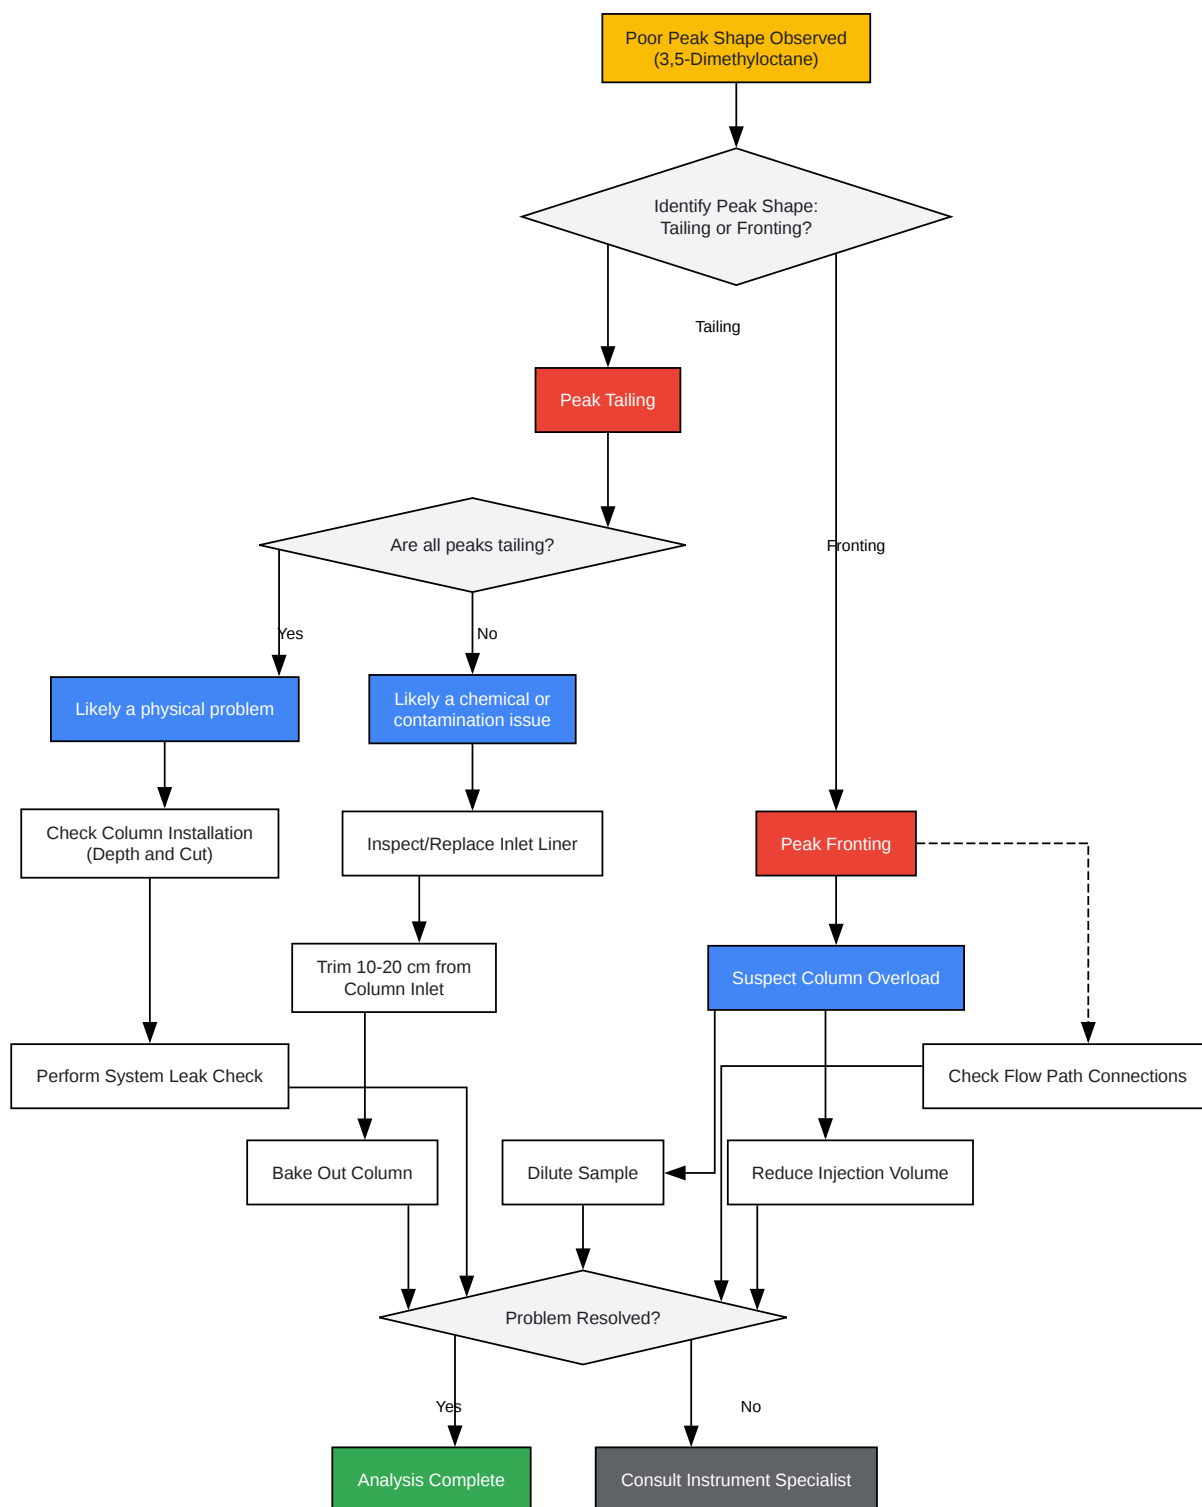 Poor Peak Shape Observed
(3,5-Dimethyloctane)
Identify Peak Shape:
Tailing or Fronting?
Tailing
Peak Tailing
Are all peaks tailing?
Fronting
Yes
No
Likely a physical problem
Likely a chemical or
contamination issue
Check Column Installation
(Depth and Cut)
Inspect/Replace Inlet Liner
Peak Fronting
Trim 10-20 cm from
Column Inlet
Suspect Column Overload
Perform System Leak Check
Check Flow Path Connections
Bake Out Column
Dilute Sample
Reduce Injection Volume
Problem Resolved?
Yes
No
Analysis Complete
Consult Instrument Specialist